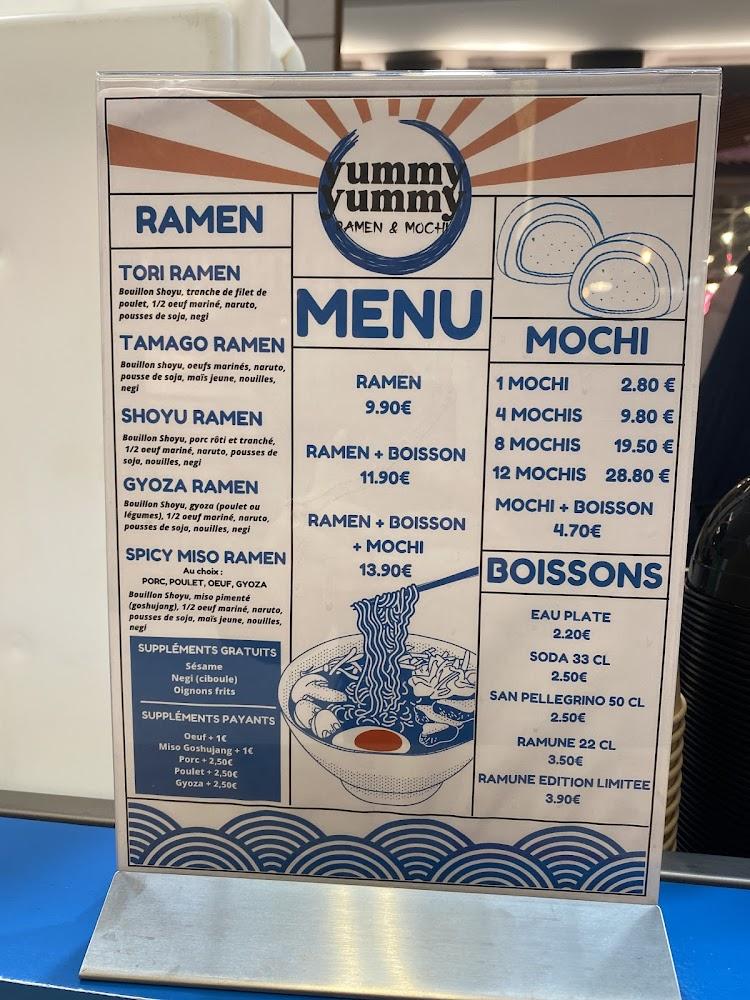 yummy
yummy
RAMEN & MOCHI
RAMEN
TORI RAMEN
Bouillon Shoyu, tranche de filet de
poulet, 1/2 oeuf mariné, naruto,
pousses de soja, negi
TAMAGO RAMEN
Bouillon shoyu, oeufs marinés, naruto,
pousse de soja, maïs jeune, nouilles,
negi
SHOYU RAMEN
Bouillon Shoyu, porc rôti et tranché,
1/2 oeuf mariné, naruto, pousses de
soja, nouilles, negi
GYOZA RAMEN
Bouillon Shoyu, gyoza (poulet ou
légumes), 1/2 oeuf mariné, naruto,
pousses de soja, nouilles, negi
SPICY MISO RAMEN
Au choix :
PORC, POULET, OEUF, GYOZA
Bouillon Shoyu, miso pimenté
(goshujang), 1/2 oeuf mariné, naruto,
pousses de soja, maïs jeune, nouilles,
negi
SUPPLÉMENTS GRATUITS
Sésame
Negi (ciboule)
Oignons frits
SUPPLÉMENTS PAYANTS
Oeuf + 1€
Miso Goshujang + 1€
Porc + 2,50€
Poulet + 2,50€
Gyoza + 2,50€
MENU
RAMEN
9.90€
RAMEN + BOISSON
11.90€
RAMEN + BOISSON
+ MOCHI
13.90€
MOCHI
1 MOCHI 2.80 €
4 MOCHIS 9.80 €
8 MOCHIS 19.50 €
12 MOCHIS 28.80 €
MOCHI + BOISSON
4.70€
BOISSONS
EAU PLATE
2.20€
SODA 33 CL
2.50€
SAN PELLEGRINO 50 CL
2.50€
RAMUNE 22 CL
3.50€
RAMUNE EDITION LIMITEE
3.90€